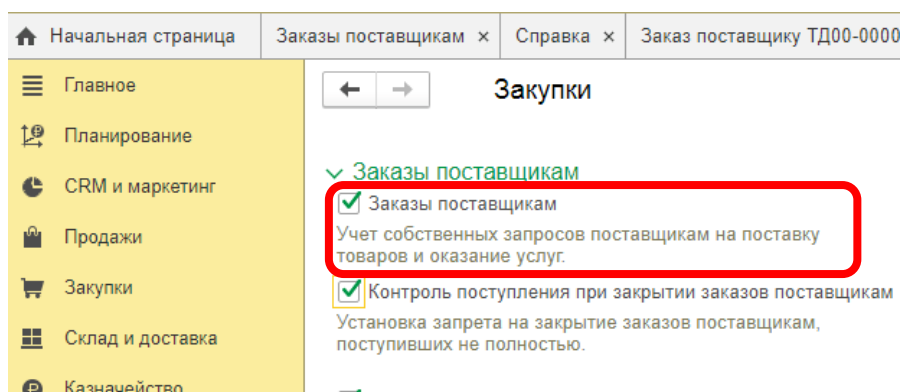 Начальная страница
Заказы поставщикам ×
Справка ×
Заказ поставщику ТД00-0000
Главное
Планирование
CRM и маркетинг
Продажи
Закупки
Склад и доставка
Казначейство
Закупки
Заказы поставщикам
Заказы поставщикам
Учет собственных запросов поставщикам на поставку
товаров и оказание услуг.
Контроль поступления при закрытии заказов поставщикам
Установка запрета на закрытие заказов поставщикам,
поступивших не полностью.